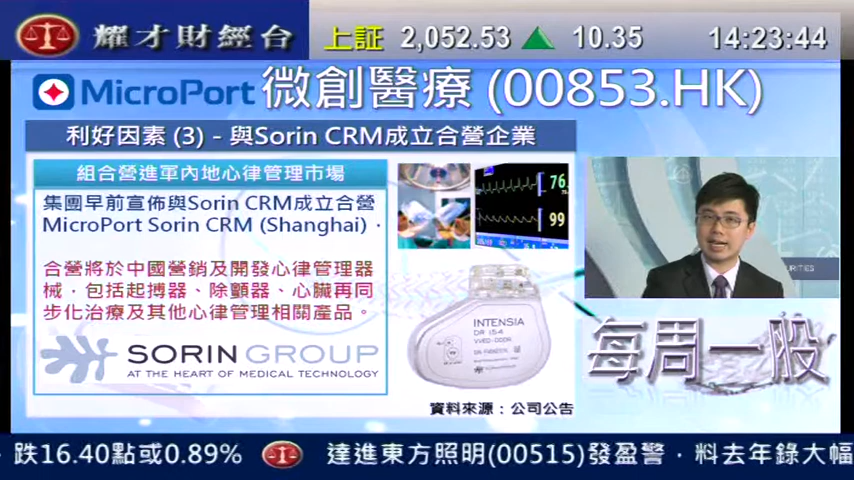 耀才財經台
上証 2,052.53 10.35 14:23:44
MicroPort 微創醫療 (00853.HK)
利好因素 (3) - 與Sorin CRM成立合營企業
組合營進軍內地心律管理市場
集團早前宣佈與Sorin CRM成立合營
MicroPort Sorin CRM (Shanghai)，
合營將於中國營銷及開發心律管理器
械，包括起搏器、除顫器、心臟再同
步化治療及其他心律管理相關產品。
SORIN GROUP
AT THE HEART OF MEDICAL TECHNOLOGY
76
99
INTENSIA
資料來源：公司公告
URITIES
每周一股
，跌16.40點或0.89%
達進東方照明(00515)發盈警，料去年錄大幅